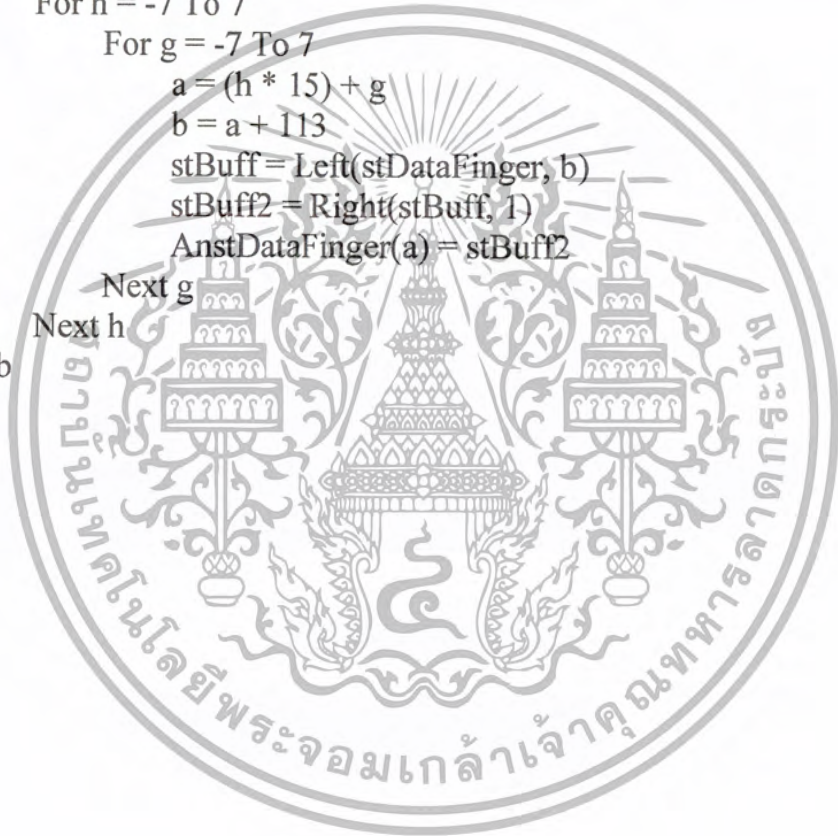 For h = -7 To 7
For g = -7 To 7
a = (h * 15) + g
b = a + 113
stBuff = Left(stDataFinger, b)
stBuff2 = Right(stBuff, 1)
AnstDataFinger(a) = stBuff2
Next g
Next h
b
สถาบันเทคโนโลยีพระจอมเกล้าเจ้าคุณทหารลาดกระบัง